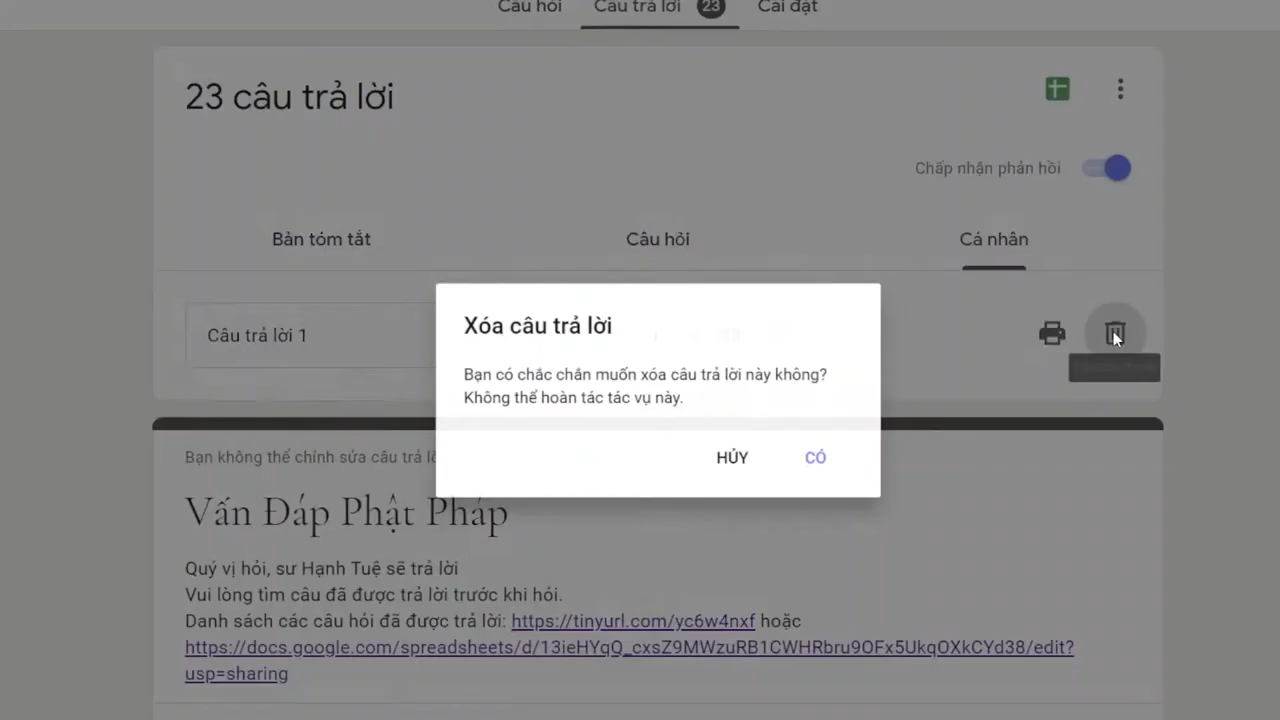 Câu hỏi
Câu trả lời 23
Cài đặt
23 câu trả lời
Chấp nhận phản hồi
Bản tóm tắt
Câu hỏi
Cá nhân
Câu trả lời 1
Xóa câu trả lời
Bạn có chắc chắn muốn xóa câu trả lời này không?
Không thể hoàn tác tác vụ này.
HỦY
CÓ
Bạn không thể chỉnh sửa câu trả
Vấn Đáp Phật Pháp
Quý vị hỏi, sư Hạnh Tuệ sẽ trả lời
Vui lòng tìm câu đã được trả lời trước khi hỏi.
Danh sách các câu hỏi đã được trả lời: https://tinyurl.com/yc6w4nxf hoặc
https://docs.google.com/spreadsheets/d/13ieHYqQ_cxsZ9MWzuRB1CWHRbru9OFx5UkqOXkCYd38/edit?
usp=sharing